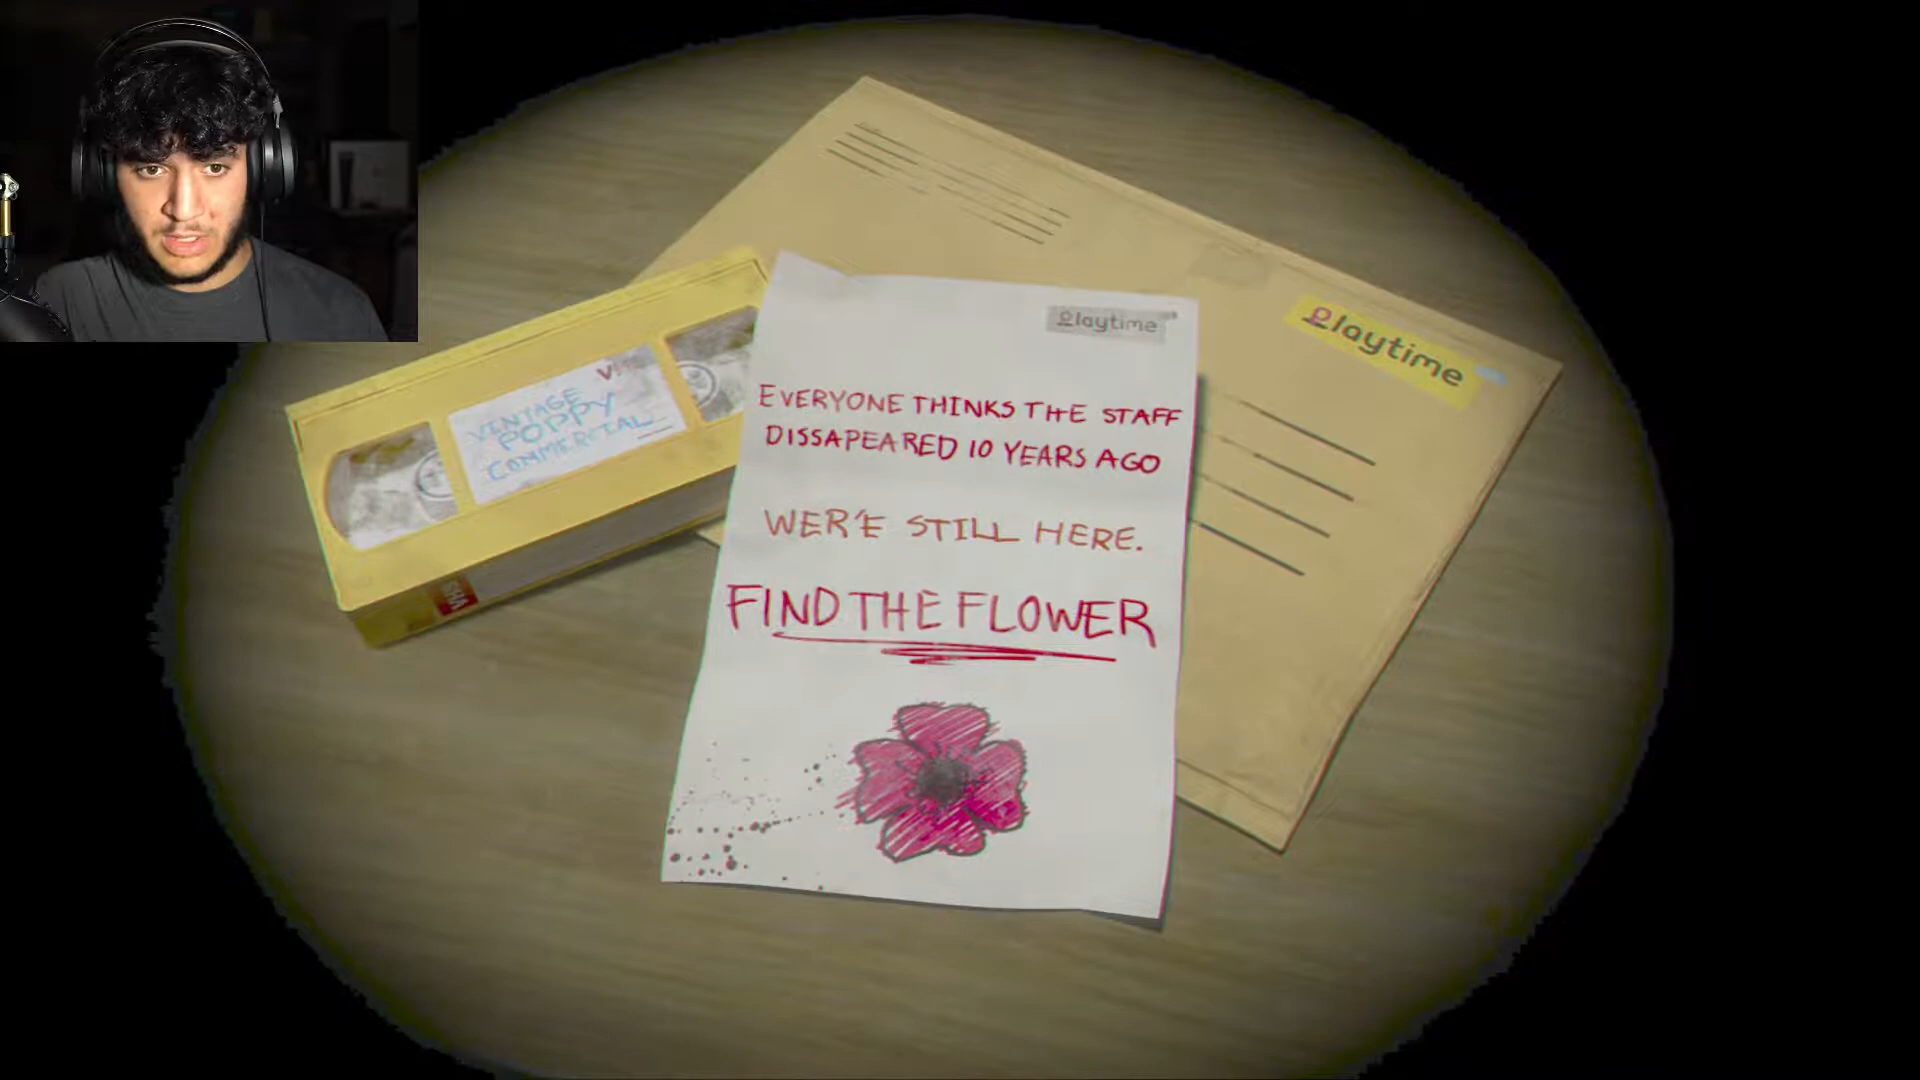 VINTAGE
POPPY
COMMERCIAL
VHS
Playtime
EVERYONE THINKS THE STAFF
DISSAPEARED 10 YEARS AGO
WER'E STILL HERE.
FIND THE FLOWER
Playtime